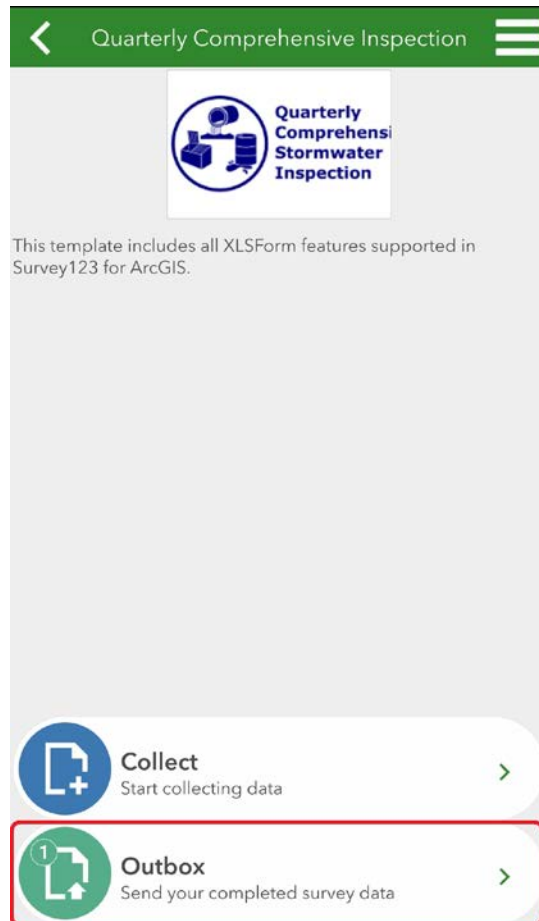 Quarterly Comprehensive Inspection
Quarterly
Comprehensi
Stormwater
Inspection
This template includes all XLSForm features supported in
Survey123 for ArcGIS.
Collect
Start collecting data
1
Outbox
Send your completed survey data